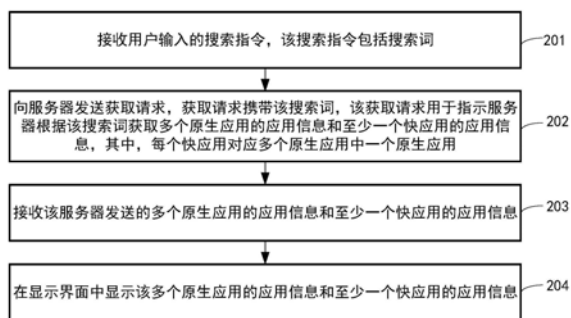 接收用户输入的搜索指令，该搜索指令包括搜索词
201
向服务器发送获取请求，获取请求携带该搜索词，该获取请求用于指示服务
器根据该搜索词获取多个原生应用的应用信息和至少一个快应用的应用信
息，其中，每个快应用对应多个原生应用中一个原生应用
202
接收该服务器发送的多个原生应用的应用信息和至少一个快应用的应用信息
203
在显示界面中显示该多个原生应用的应用信息和至少一个快应用的应用信息
204